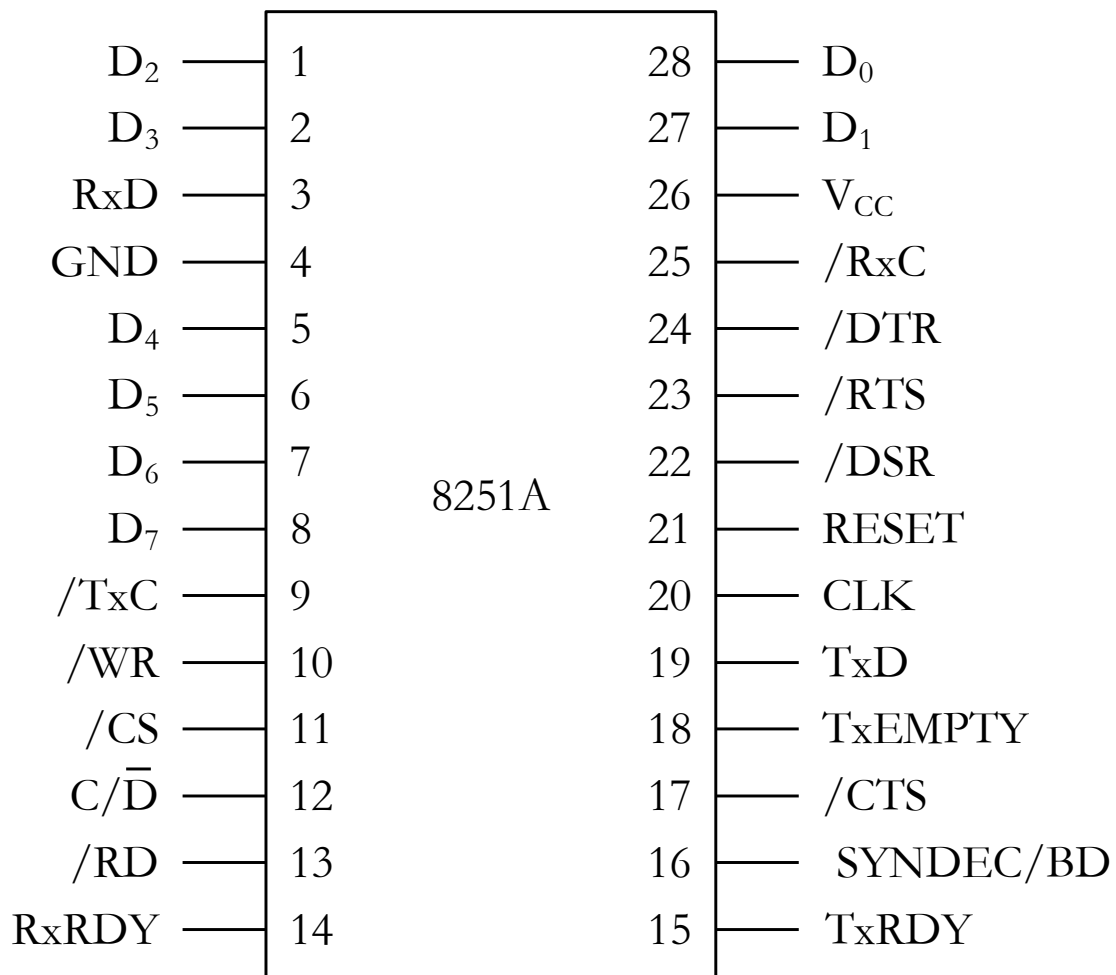 D₂ 1 28 D₀
D₃ 2 27 D₁
RxD 3 26 V_CC
GND 4 25 /RxC
D₄ 5 24 /DTR
D₅ 6 23 /RTS
D₆ 7 22 /DSR
8251A
D₇ 8 21 RESET
/TxC 9 20 CLK
/WR 10 19 TxD
/CS 11 18 TxEMPTY
C/D̅ 12 17 /CTS
/RD 13 16 SYNDEC/BD
RxRDY 14 15 TxRDY